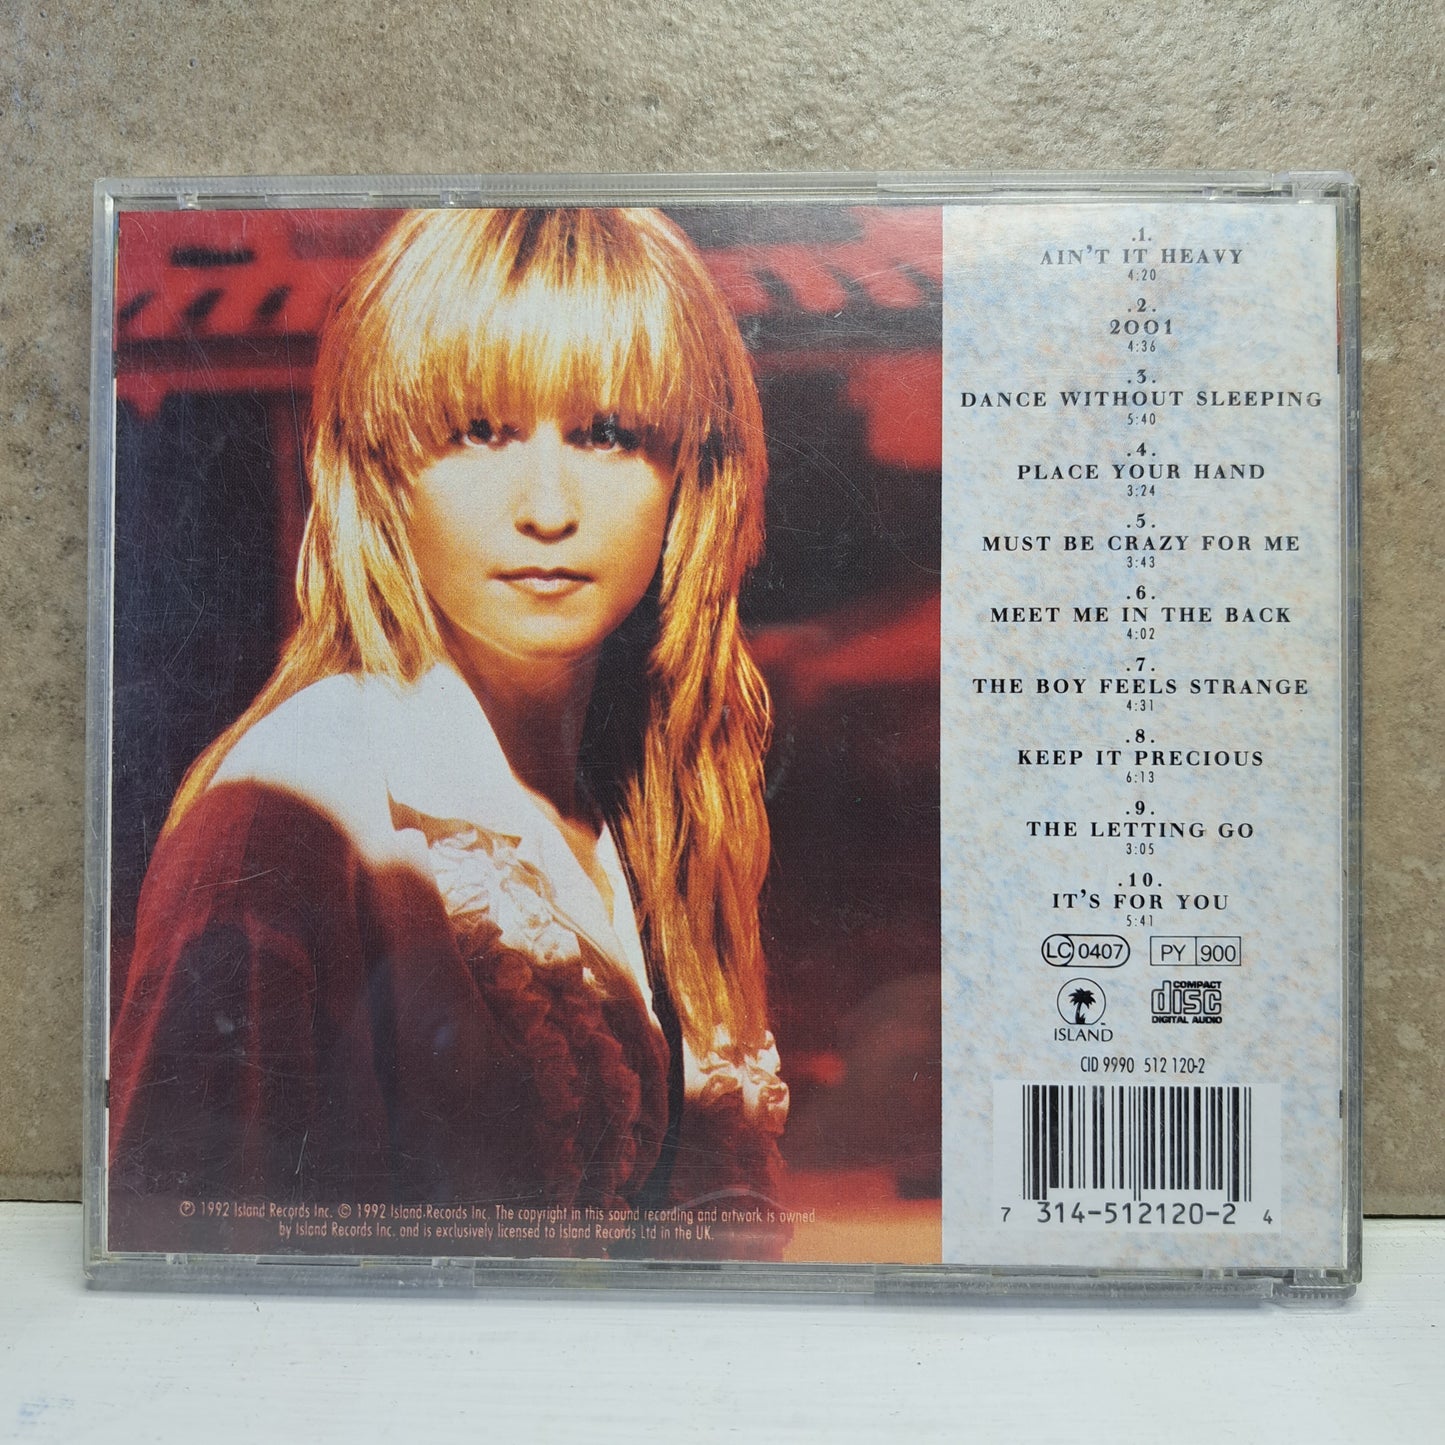 .1.
AIN'T IT HEAVY
4:20
.2.
2001
4:36
.3.
DANCE WITHOUT SLEEPING
5:40
.4.
PLACE YOUR HAND
3:24
.5.
MUST BE CRAZY FOR ME
3:43
.6.
MEET ME IN THE BACK
4:02
.7.
THE BOY FEELS STRANGE
4:31
.8.
KEEP IT PRECIOUS
6:13
.9.
THE LETTING GO
3:05
.10.
IT'S FOR YOU
5:41
LC 0407 PY 900
COMPACT
disc
DIGITAL AUDIO
ISLAND™
CID 9990 512 120-2
7 314-512120-2 4
℗ 1992 Island Records Inc. © 1992 Island Records Inc. The copyright in this sound recording and artwork is owned
by Island Records Inc. and is exclusively licensed to Island Records Ltd in the UK.